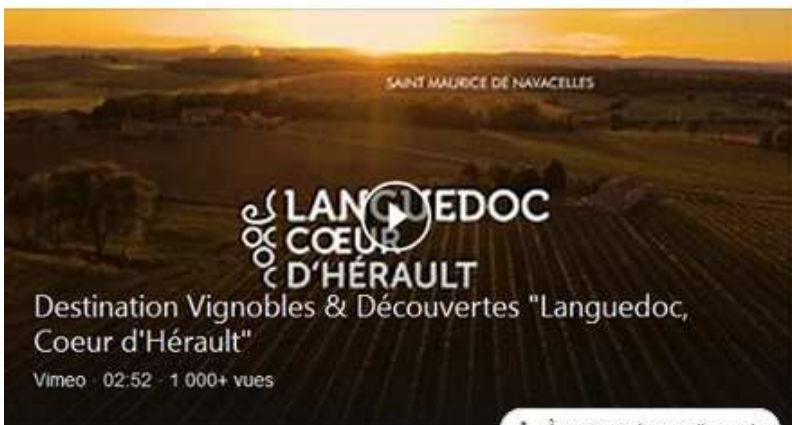 SAINT MAURICE DE NAVACELLES
LANGUEDOC
CŒUR
D'HÉRAULT
Destination Vignobles & Découvertes "Languedoc,
Coeur d'Hérault"
Vimeo · 02:52 · 1 000+ vues